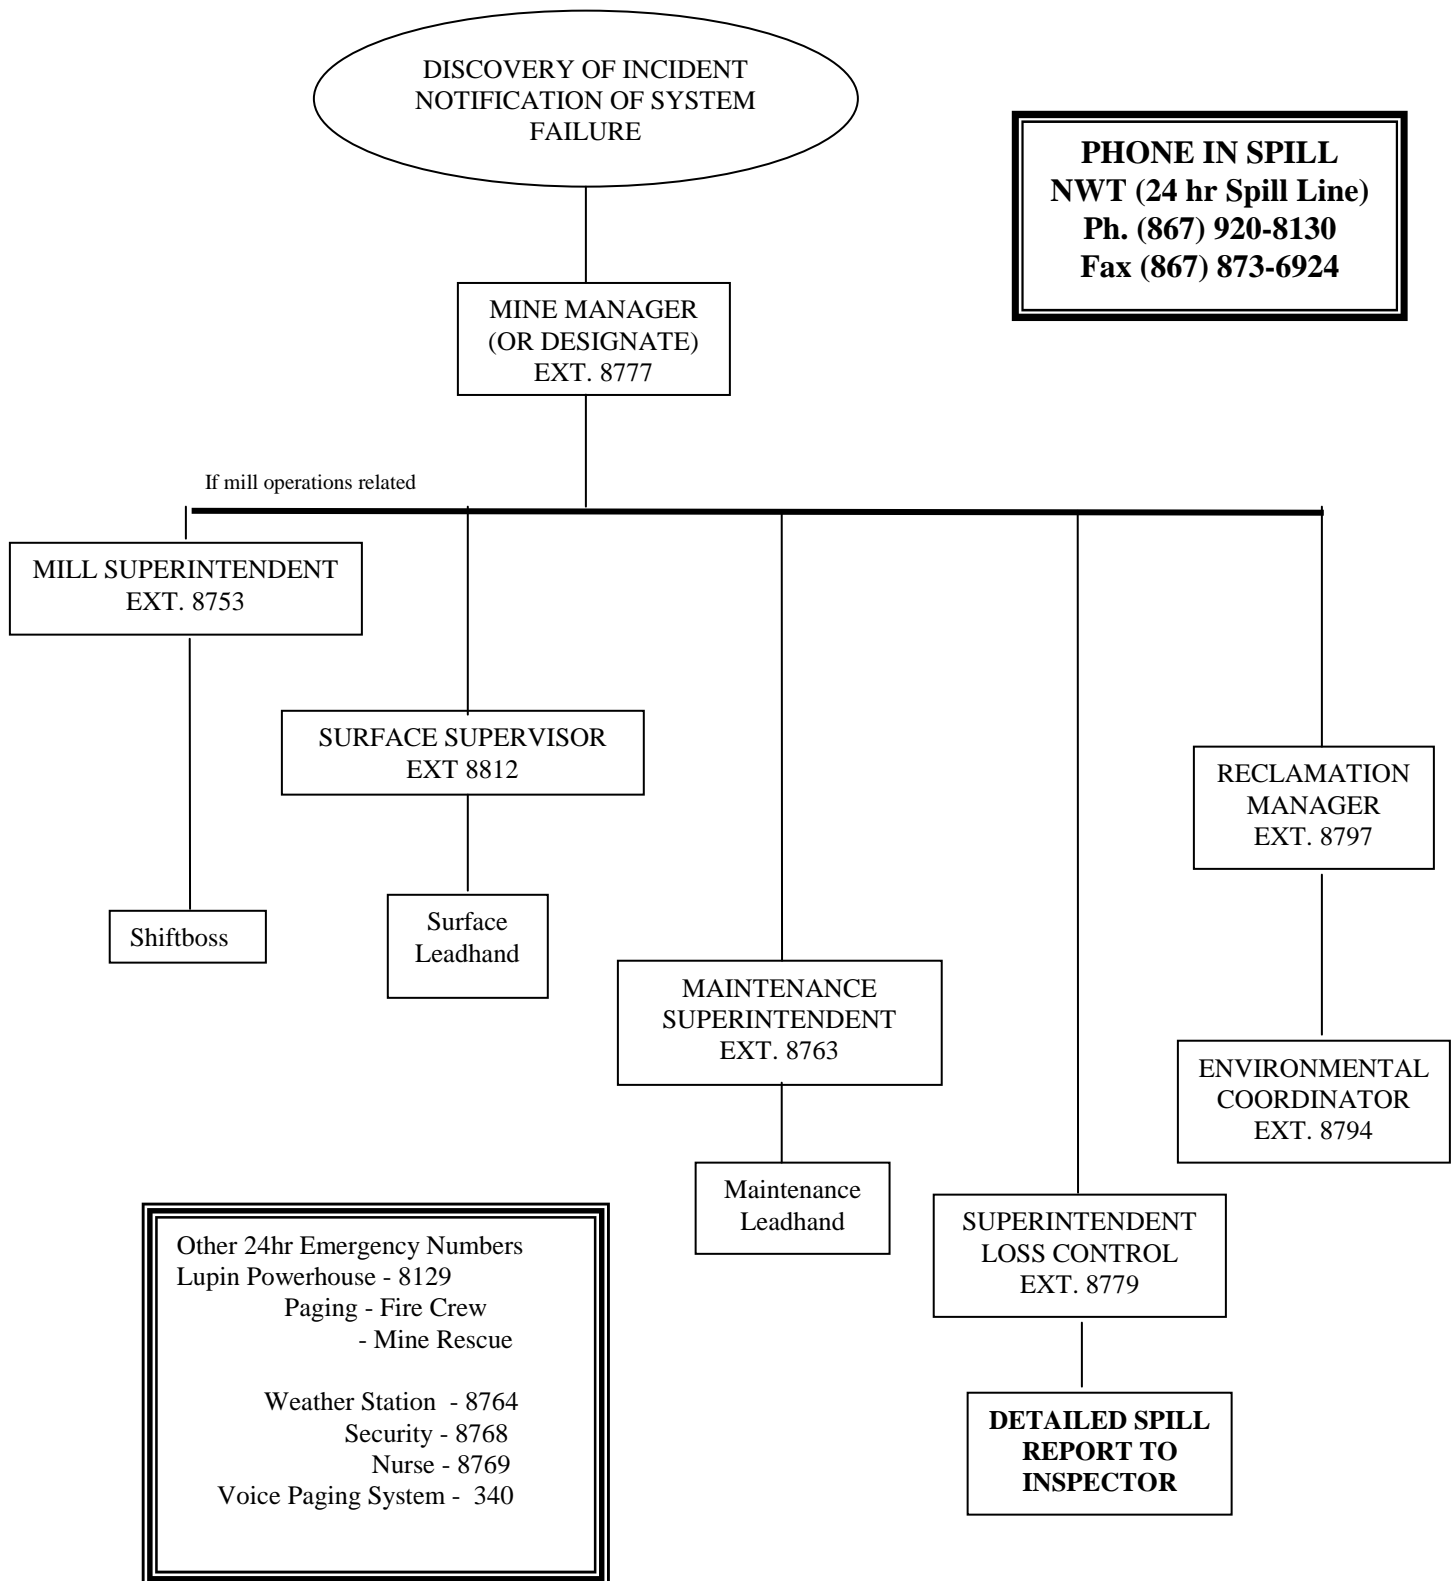 DISCOVERY OF INCIDENT
NOTIFICATION OF SYSTEM
FAILURE
PHONE IN SPILL
NWT (24 hr Spill Line)
Ph. (867) 920-8130
Fax (867) 873-6924
MINE MANAGER
(OR DESIGNATE)
EXT. 8777
If mill operations related
MILL SUPERINTENDENT
EXT. 8753
SURFACE SUPERVISOR
EXT 8812
RECLAMATION
MANAGER
EXT. 8797
Shiftboss
Surface
Leadhand
MAINTENANCE
SUPERINTENDENT
EXT. 8763
ENVIRONMENTAL
COORDINATOR
EXT. 8794
Maintenance
Leadhand
SUPERINTENDENT
LOSS CONTROL
EXT. 8779
Other 24hr Emergency Numbers
Lupin Powerhouse - 8129
Paging - Fire Crew
- Mine Rescue
Weather Station - 8764
Security - 8768
Nurse - 8769
Voice Paging System - 340
DETAILED SPILL
REPORT TO
INSPECTOR